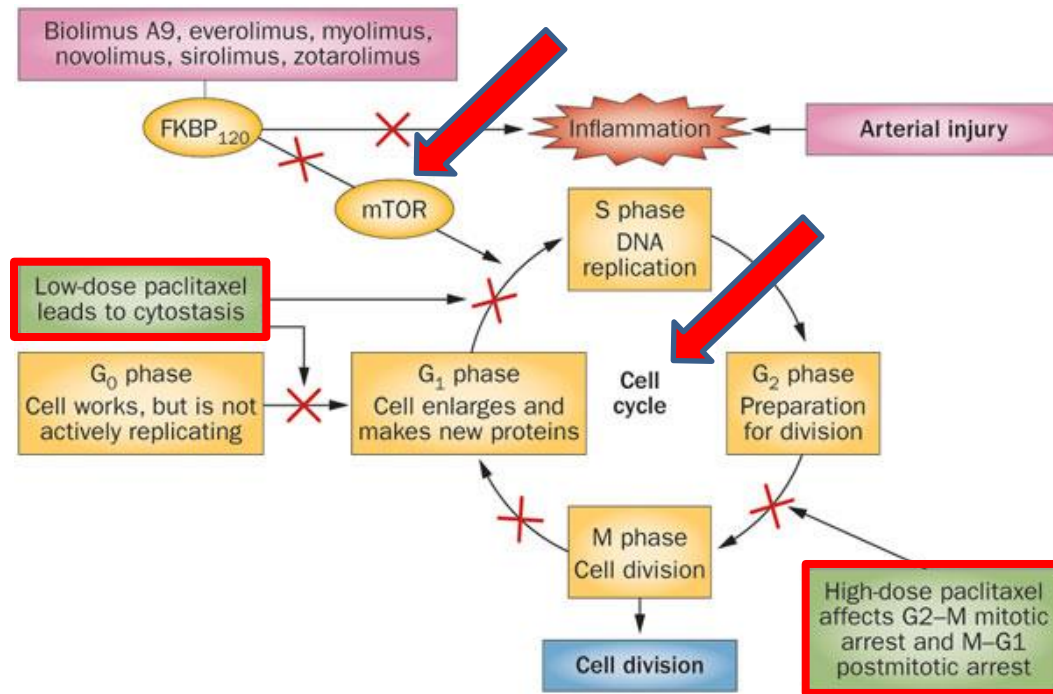 Biolimus A9, everolimus, myolimus,
novolimus, sirolimus, zotarolimus
FKBP₁₂₀
Inflammation
Arterial injury
mTOR
S phase
DNA
replication
Low-dose paclitaxel
leads to cytostasis
G₀ phase
Cell works, but is not
actively replicating
G₁ phase
Cell enlarges and
makes new proteins
Cell
cycle
G₂ phase
Preparation
for division
M phase
Cell division
High-dose paclitaxel
affects G2–M mitotic
arrest and M–G1
postmitotic arrest
Cell division